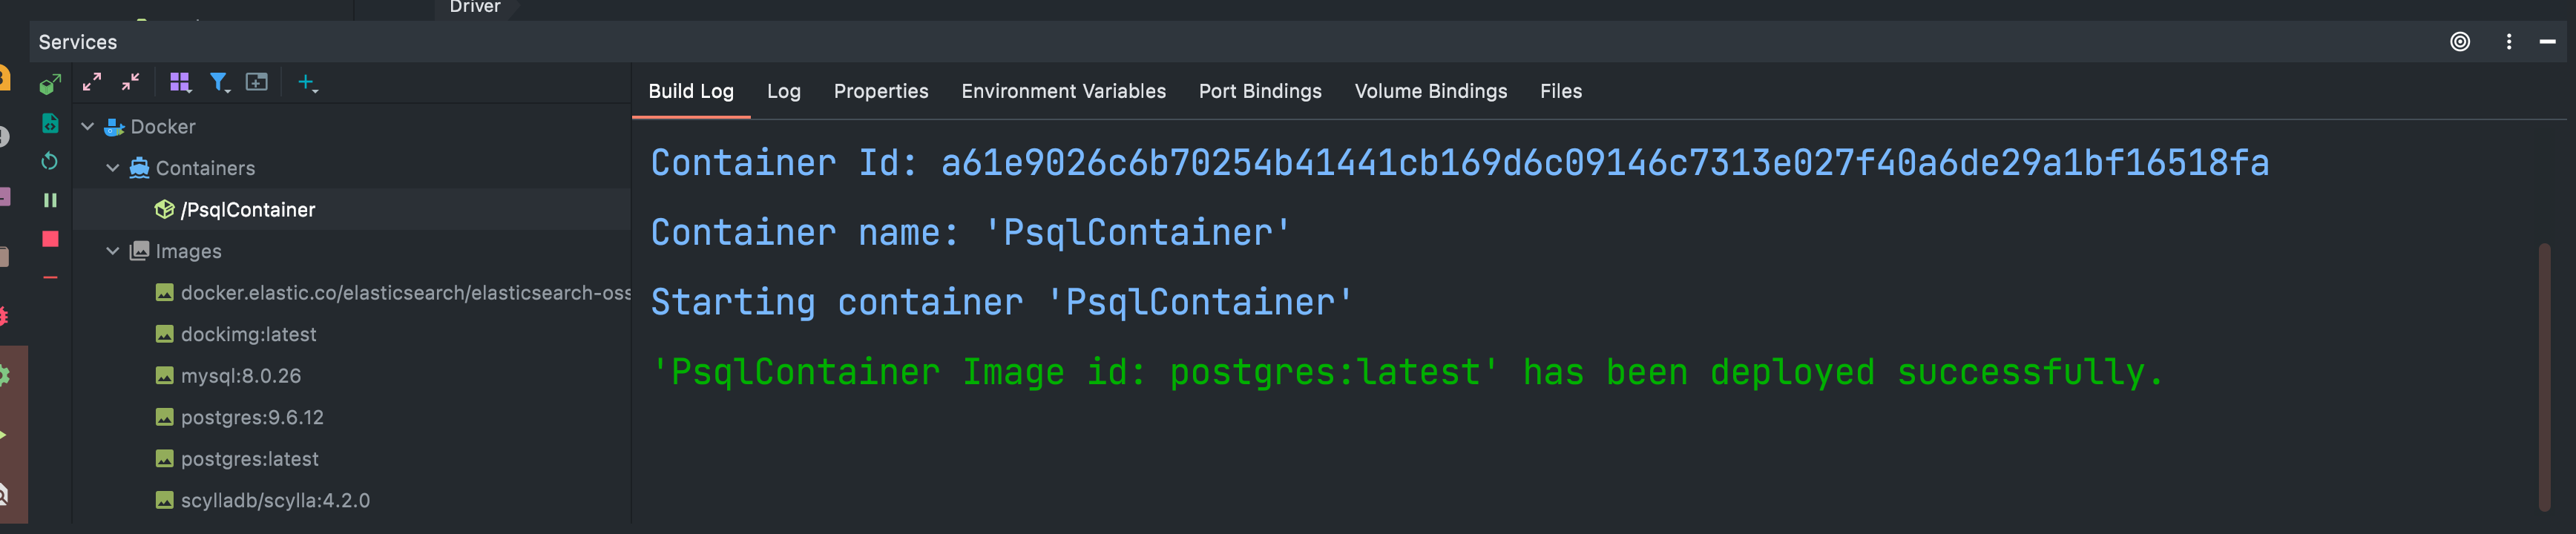 Driver
Services
Build Log Log Properties Environment Variables Port Bindings Volume Bindings Files
Docker
Containers
/PsqlContainer
Images
docker.elastic.co/elasticsearch/elasticsearch-oss
dockimg:latest
mysql:8.0.26
postgres:9.6.12
postgres:latest
scylladb/scylla:4.2.0
Container Id: a61e9026c6b70254b41441cb169d6c09146c7313e027f40a6de29a1bf16518fa
Container name: 'PsqlContainer'
Starting container 'PsqlContainer'
'PsqlContainer Image id: postgres:latest' has been deployed successfully.